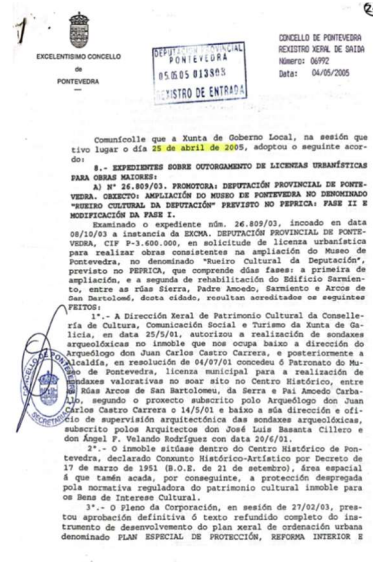 EXCELENTISIMO CONCELLO
de
PONTEVEDRA
DEPUTACION PROVINCIAL
PONTEVEDRA
05.05.05 013808
REXISTRO DE ENTRADA
CONCELLO DE PONTEVEDRA
REXISTRO XERAL DE SAIDA
Número: 06992
Data: 04/05/2005
Comunícolle que a Xunta de Goberno Local, na sesión que
tivo lugar o día 25 de abril de 2005, adoptou o seguinte acor-
do:
8.- EXPEDIENTES SOBRE OUTORGAMENTO DE LICENZAS URBANÍSTICAS
PARA OBRAS MAIORES:
A) Nº 26.809/03. PROMOTORA: DEPUTACIÓN PROVINCIAL DE PONTE-
VEDRA. OBXECTO: AMPLIACIÓN DO MUSEO DE PONTEVEDRA NO DENOMINADO
"RUEIRO CULTURAL DA DEPUTACIÓN" PREVISTO NO PEPRICA: FASE II E
MODIFICACIÓN DA FASE I.
Examinado o expediente núm. 26.809/03, incoado en data
08/10/03 a instancia da EXCMA. DEPUTACIÓN PROVINCIAL DE PONTE-
VEDRA, CIF P-3.600.000, en solicitude de licenza urbanística
para realizar obras consistentes na ampliación do Museo de
Pontevedra, no denominado "Rueiro Cultural da Deputación",
previsto no PEPRICA, que comprende dúas fases: a primeira de
ampliación, e a segunda de rehabilitación do Edificio Sarmien-
to, entre as rúas Sierra, Padre Amoedo, Sarmiento e Arcos de
San Bartolomé, desta cidade, resultan acreditados os seguintes
FEITOS:
1º.- A Dirección Xeral de Patrimonio Cultural da Conselle-
ría de Cultura, Comunicación Social e Turismo da Xunta de Ga-
licia, en data 25/5/01, autorizou a realización de sondaxes
arqueolóxicas no inmoble que nos ocupa baixo a dirección do
Arqueólogo don Juan Carlos Castro Carrera, e posteriormente a
Alcaldía, en resolución de 04/07/01 concedeu ó Patronato do Mu-
seo de Pontevedra, licenza municipal para a realización de
sondaxes valorativas no soar sito no Centro Histórico, entre
as Rúas Arcos de San Bartolomeu, da Serra e Pai Amoedo Carba-
llo, segundo o proxecto subscrito polo Arqueólogo don Juan
Carlos Castro Carrera o 14/5/01 e baixo a súa dirección e ofi-
cio de supervisión arquitectónica das sondaxes arqueolóxicas,
subscrito polos Arquitectos don José Luis Basanta Cillero e
don Ángel F. Velando Rodríguez con data 20/6/01.
2º.- O inmoble sitúase dentro do Centro Histórico de Pon-
tevedra, declarado Conxunto Histórico-Artístico por Decreto de
17 de marzo de 1951 (B.O.E. de 21 de setembro), área espacial
á que tamén acada, por conseguinte, a protección despregada
pola normativa reguladora do patrimonio cultural inmoble para
os Bens de Interese Cultural.
3º.- O Pleno da Corporación, en sesión de 27/02/03, pres-
tou aprobación definitiva ó texto refundido completo do ins-
trumento de desenvolvemento do plan xeral de ordenación urbana
denominado PLAN ESPECIAL DE PROTECCIÓN, REFORMA INTERIOR E